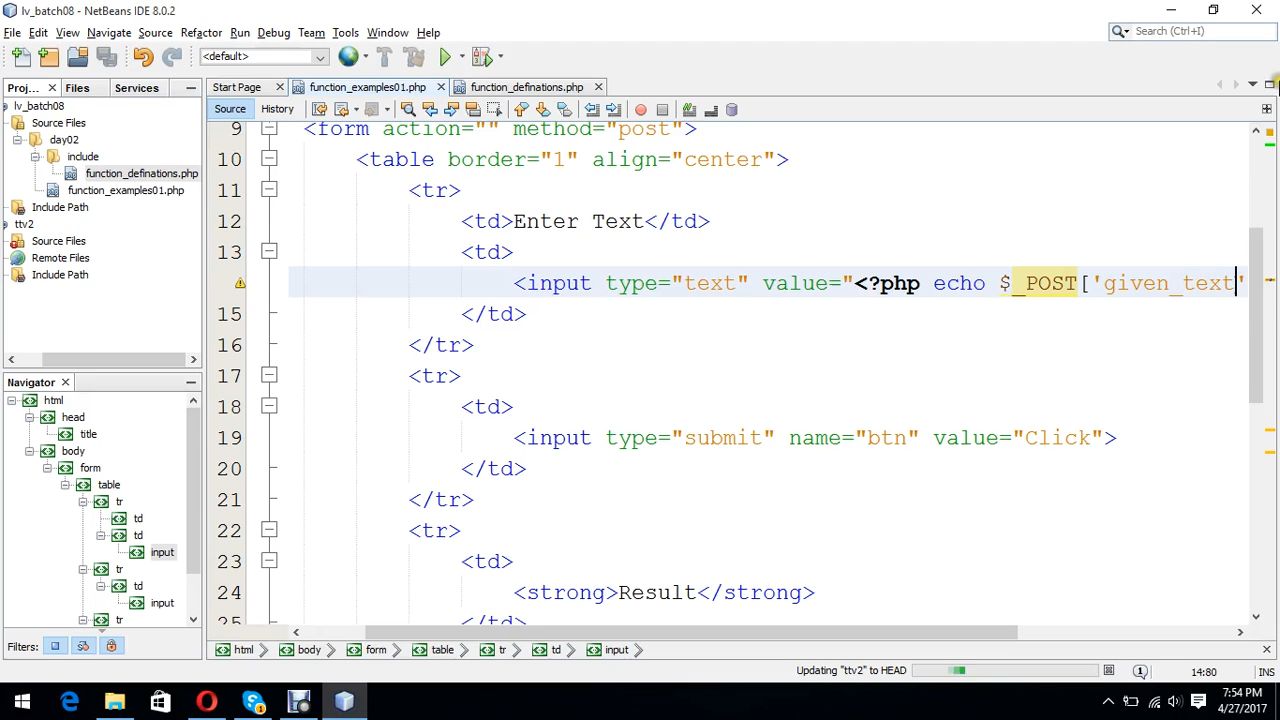 lv_batch08 - NetBeans IDE 8.0.2
File Edit View Navigate Source Refactor Run Debug Team Tools Window Help
Search (Ctrl+I)
<default>
Proj... Files Services
Start Page function_examples01.php function_definations.php
Source History
lv_batch08
Source Files
day02
include
function_definations.php
function_examples01.php
Include Path
ttv2
Source Files
Remote Files
Include Path
9 <form action="" method="post">
10 <table border="1" align="center">
11 <tr>
12 <td>Enter Text</td>
13 <td>
<input type="text" value="<?php echo $_POST['given_text'
15 </td>
16 </tr>
17 <tr>
18 <td>
19 <input type="submit" name="btn" value="Click">
20 </td>
21 </tr>
22 <tr>
23 <td>
24 <strong>Result</strong>
25 </td>
Navigator
html
head
title
body
form
table
tr
td
td
input
tr
td
input
tr
Filters:
html body form table tr td input
Updating "ttv2" to HEAD
1
14:80 INS
7:54 PM
4/27/2017